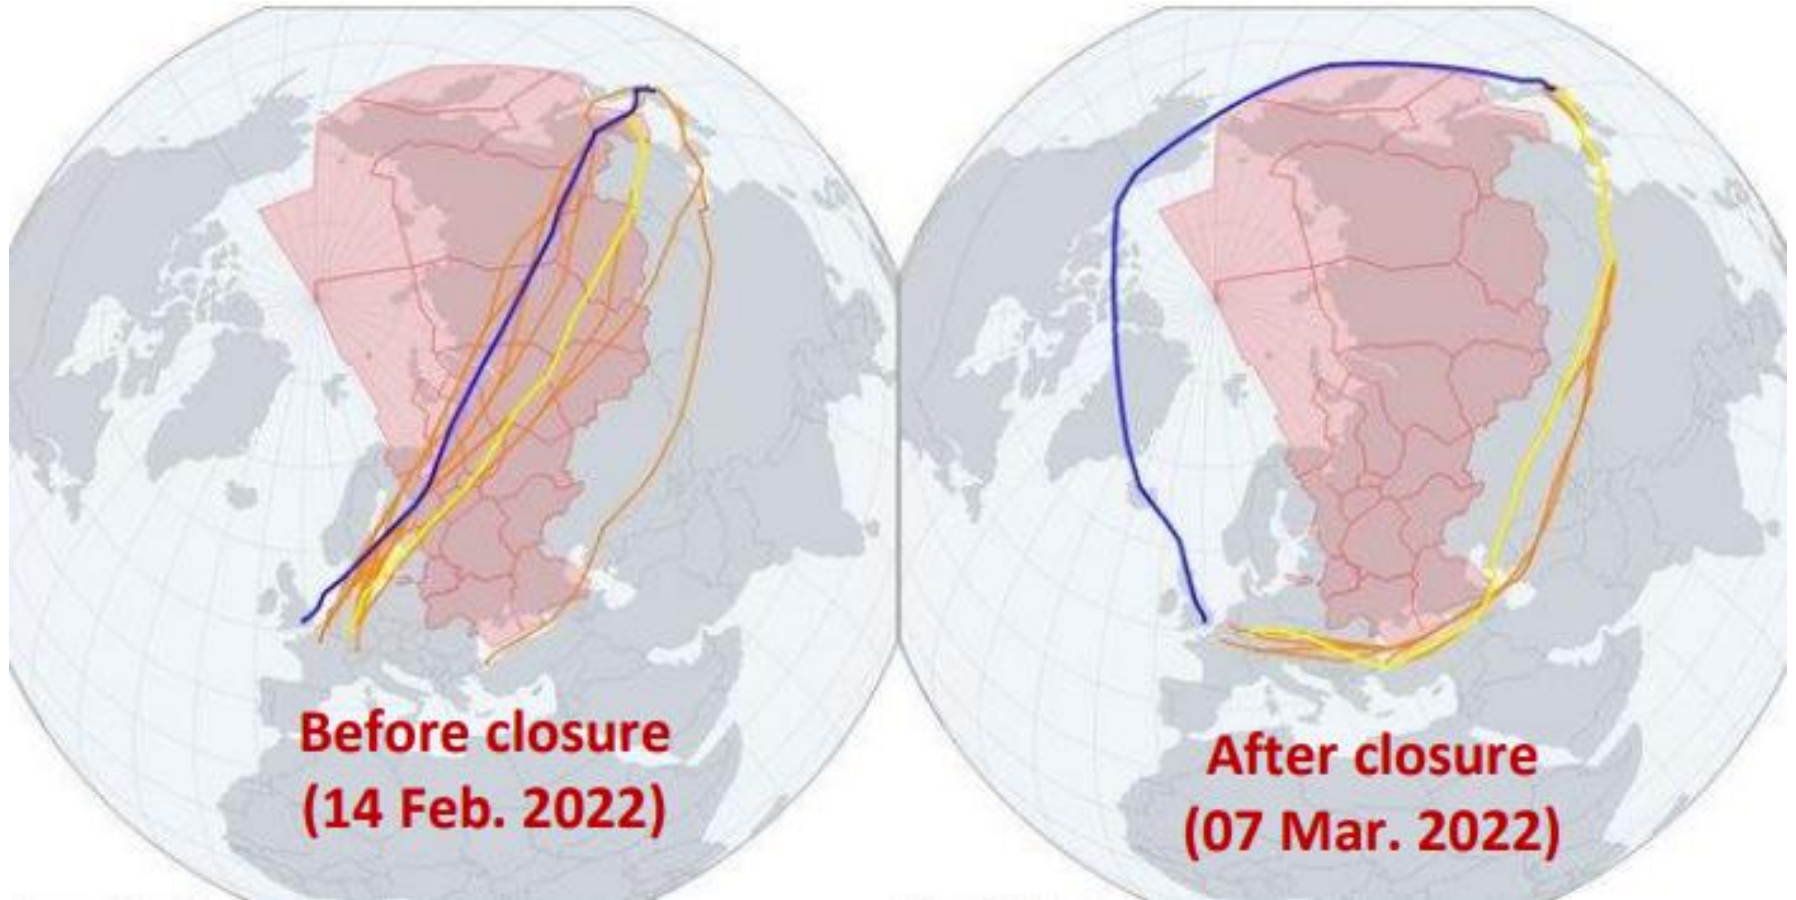 Before closure
(14 Feb. 2022)
After closure
(07 Mar. 2022)